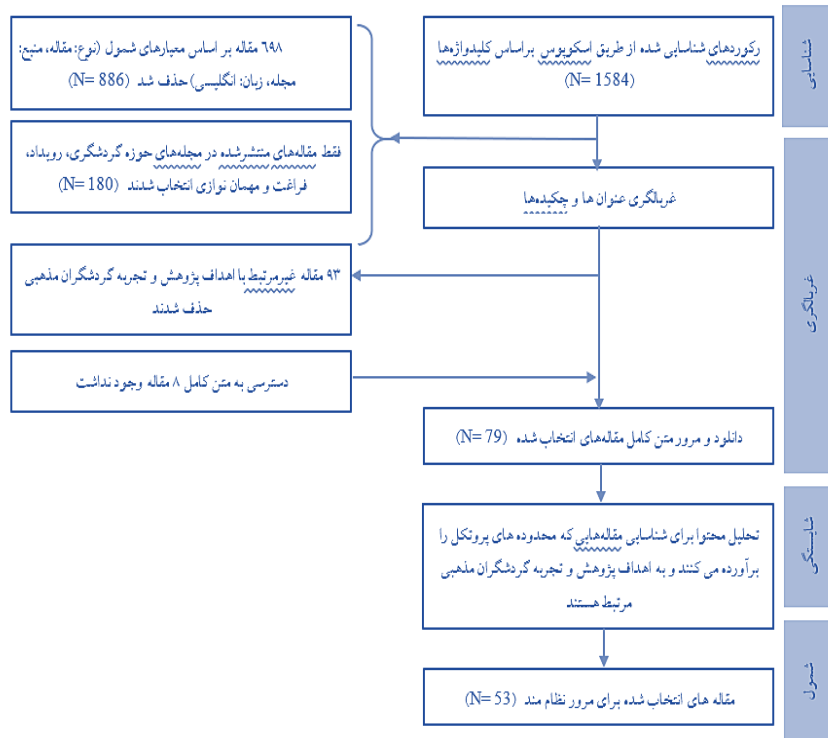 شناسایی
رکوردهای شناسایی شده از طریق اسکوپوس براساس کلیدواژه‌ها
(N= 1584)
۶۹۸ مقاله بر اساس معیارهای شمول (نوع: مقاله، منبع:
مجله، زبان: انگلیسی) حذف شد (N= 886)
فقط مقاله‌های منتشرشده در مجله‌های حوزه گردشگری، رویداد،
فراغت و مهمان نوازی انتخاب شدند (N= 180)
غربالگری
غربالگری عنوان ها و چکیده‌ها
۹۳ مقاله غیرمرتبط با اهداف پژوهش و تجربه گردشگران مذهبی
حذف شدند
دسترسی به متن کامل ۸ مقاله وجود نداشت
دانلود و مرور متن کامل مقاله‌های انتخاب شده (N= 79)
شایستگی
تحلیل محتوا برای شناسایی مقاله‌هایی که محدوده های پروتکل را
برآورده می کنند و به اهداف پژوهش و تجربه گردشگران مذهبی
مرتبط هستند
شمول
مقاله های انتخاب شده برای مرور نظام مند (N= 53)